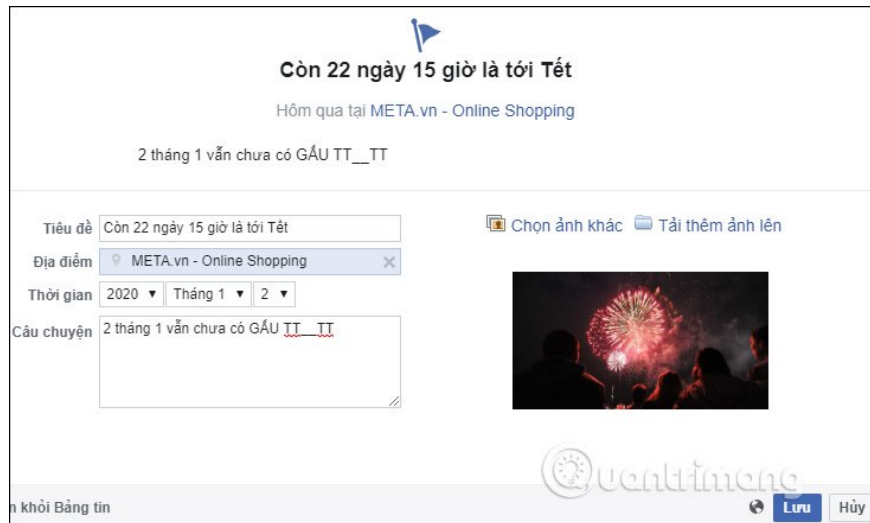 Còn 22 ngày 15 giờ là tới Tết
Hôm qua tại META.vn - Online Shopping
2 tháng 1 vẫn chưa có GẤU TT__TT
Tiêu đề Còn 22 ngày 15 giờ là tới Tết
Chọn ảnh khác Tải thêm ảnh lên
Địa điểm META.vn - Online Shopping
Thời gian 2020 Tháng 1 2
Câu chuyện 2 tháng 1 vẫn chưa có GẤU TT__TT
Quantrimang
khỏi Bảng tin
Lưu Hủy